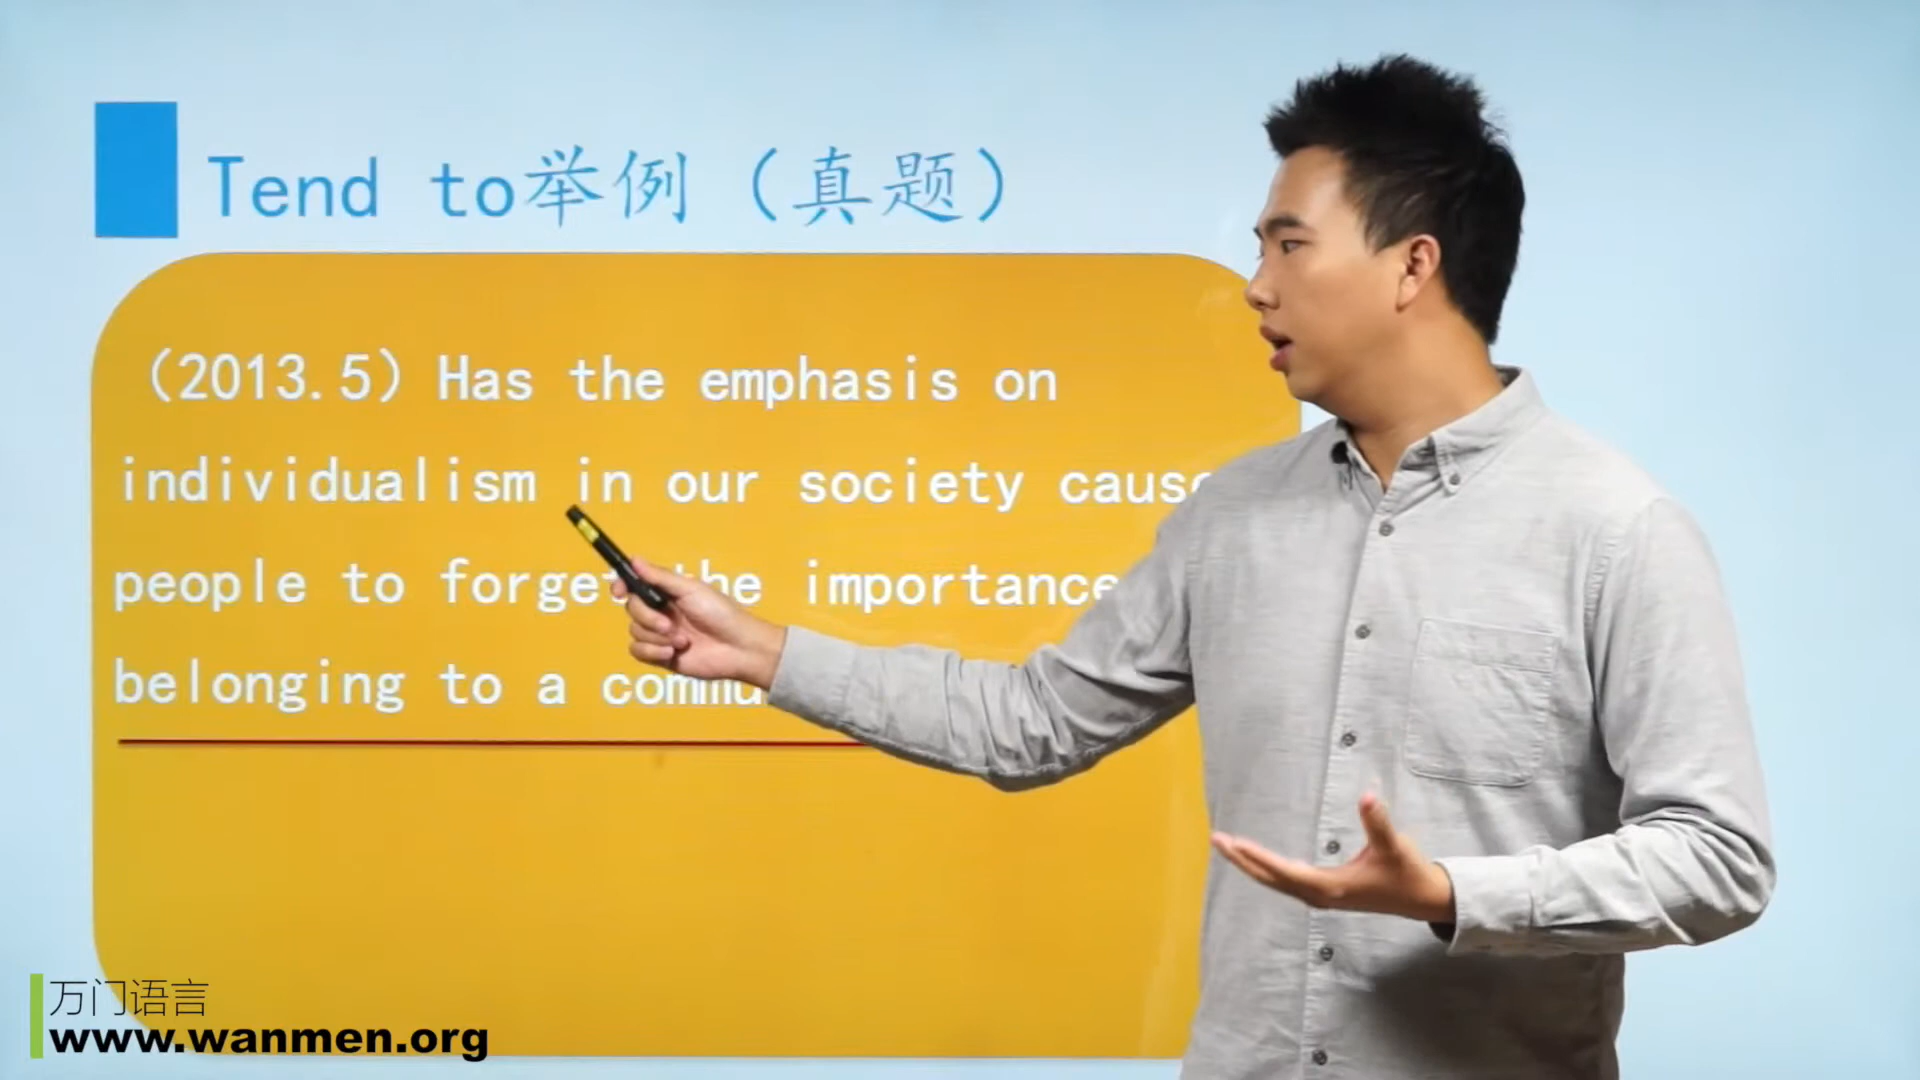 Tend to举例（真题）
（2013.5）Has the emphasis on
individualism in our society
people to the importance
belonging to a
万门语言
www.wanmen.org